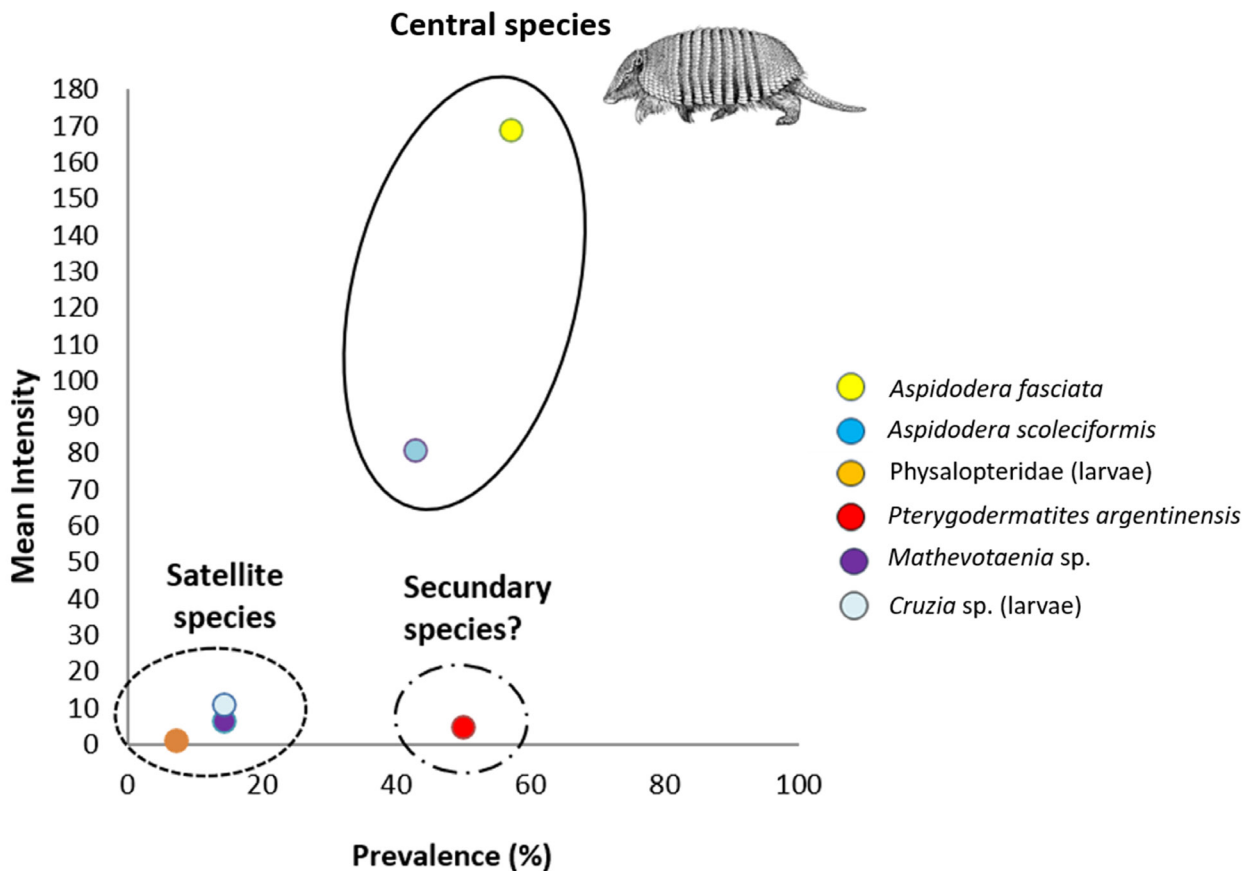 Central species
180
170
160
150
140
130
120
110
100
90
80
70
60
50
40
30
20
10
0
Mean Intensity
Satellite
species
Secundary
species?
0 20 40 60 80 100
Prevalence (%)
Aspidodera fasciata
Aspidodera scoleciformis
Physalopteridae (larvae)
Pterygodermatites argentinensis
Mathevotaenia sp.
Cruzia sp. (larvae)